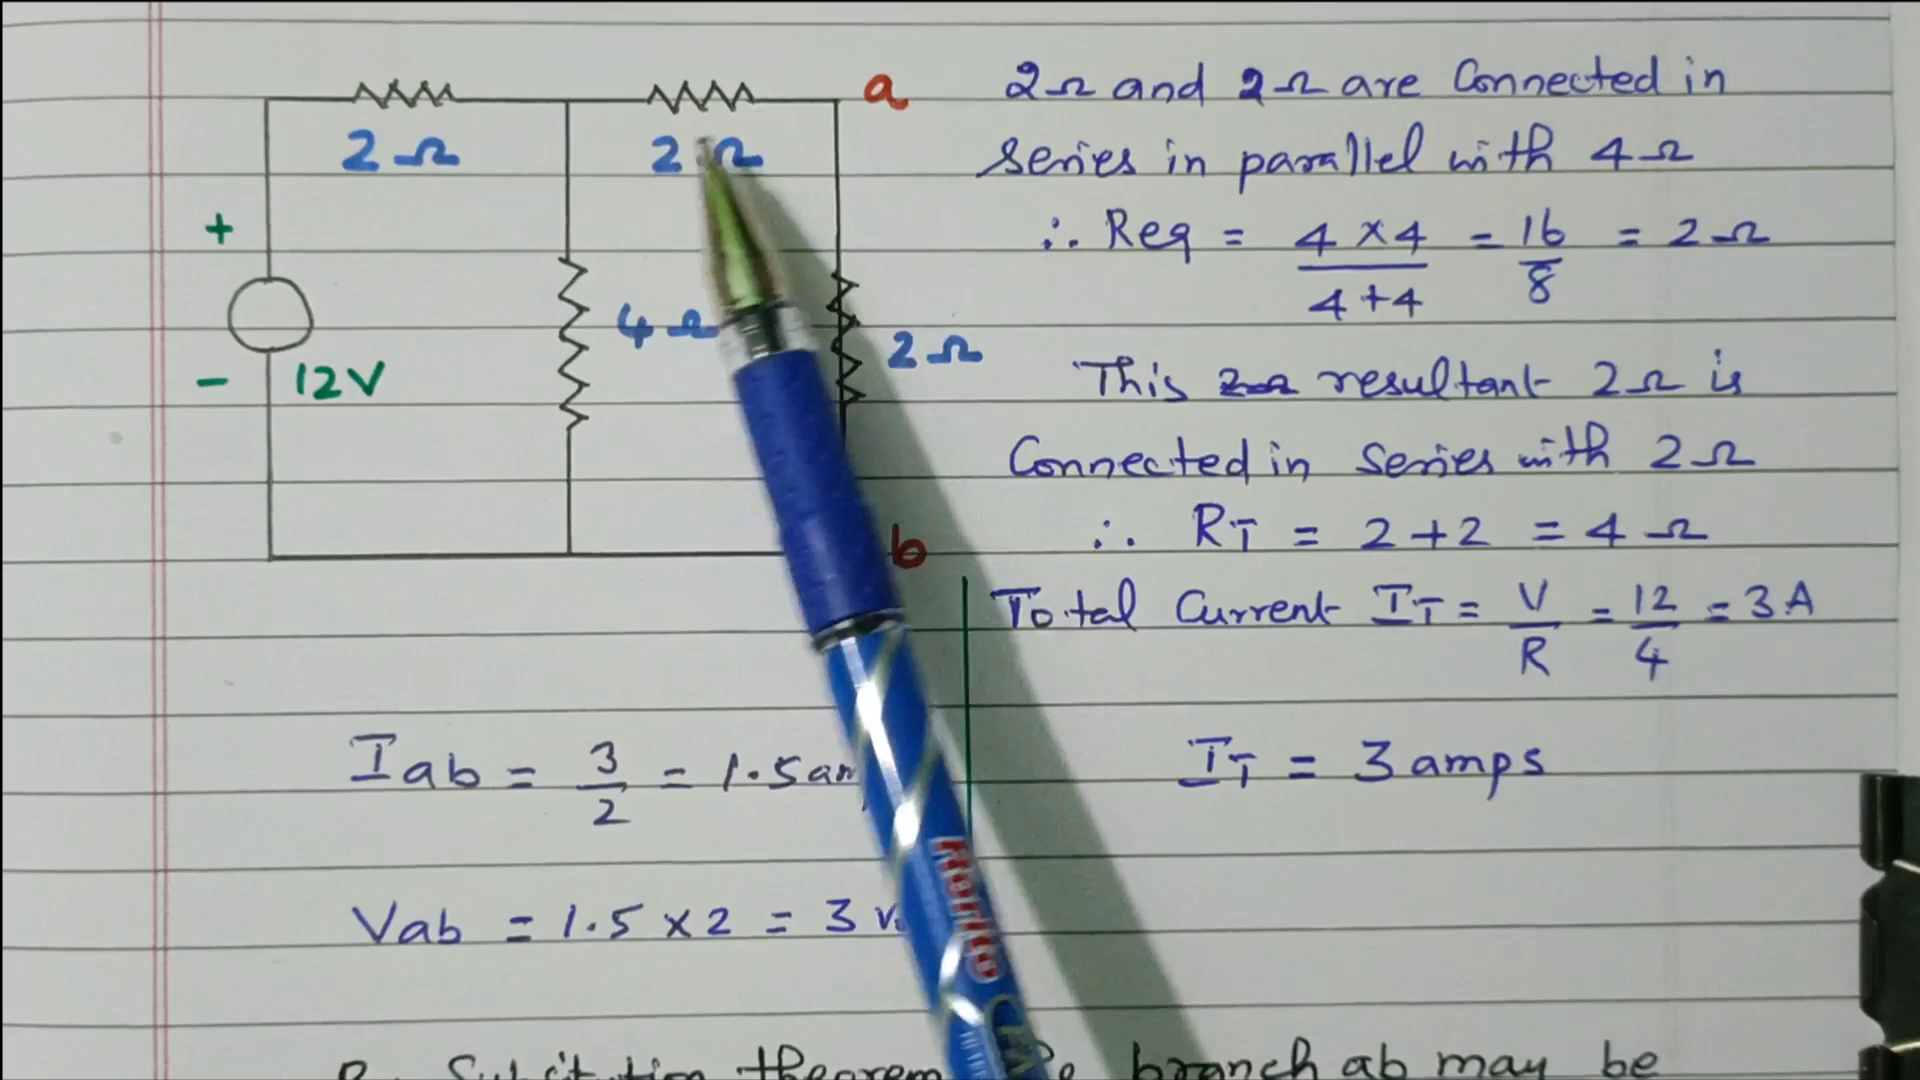 2Ω
2Ω
a
+
4Ω
2Ω
-
12V
b
2Ω and 2Ω are Connected in
series in parallel with 4Ω
∴ Req = 4×4 / 4+4 = 16 / 8 = 2Ω
This resultant 2Ω is
Connected in series with 2Ω
∴ RT = 2+2 = 4Ω
Total Current IT = V / R = 12 / 4 = 3A
IT = 3 amps
Iab = 3 / 2 = 1.5
Vab = 1.5 × 2 = 3
theorem branch ab may be